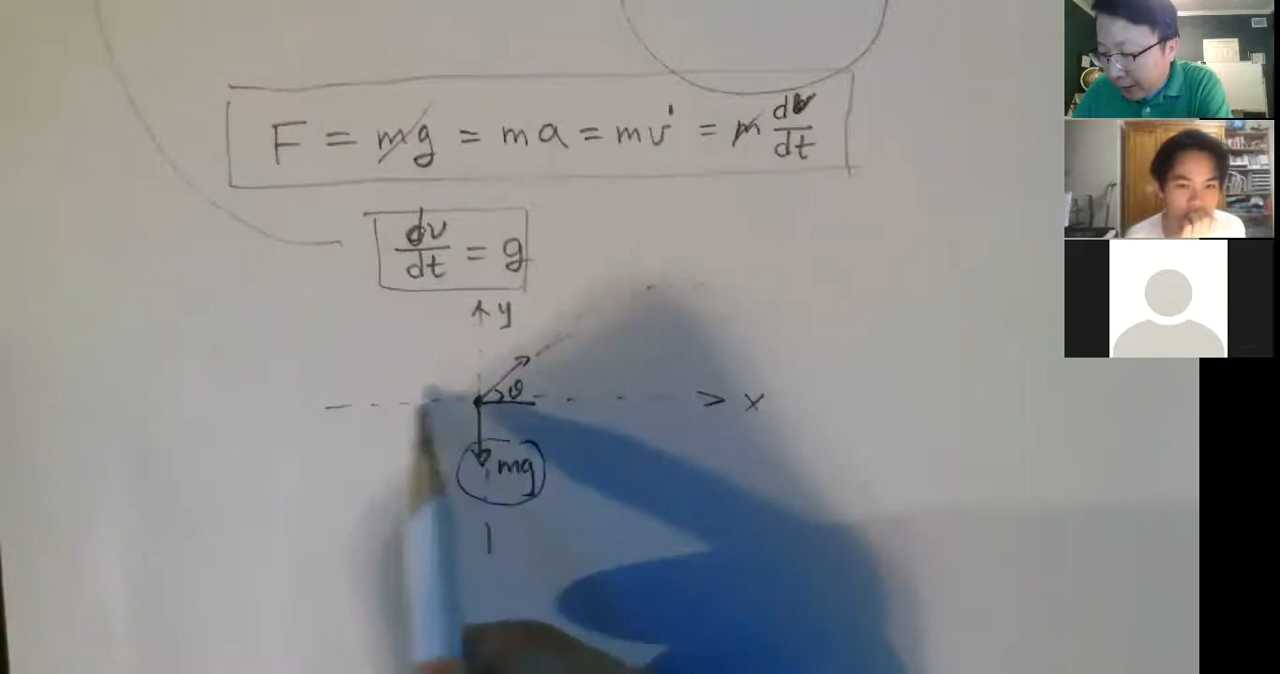 F = mg = ma = mv̇ = m dv/dt
dv/dt = g
y
θ
x
mg